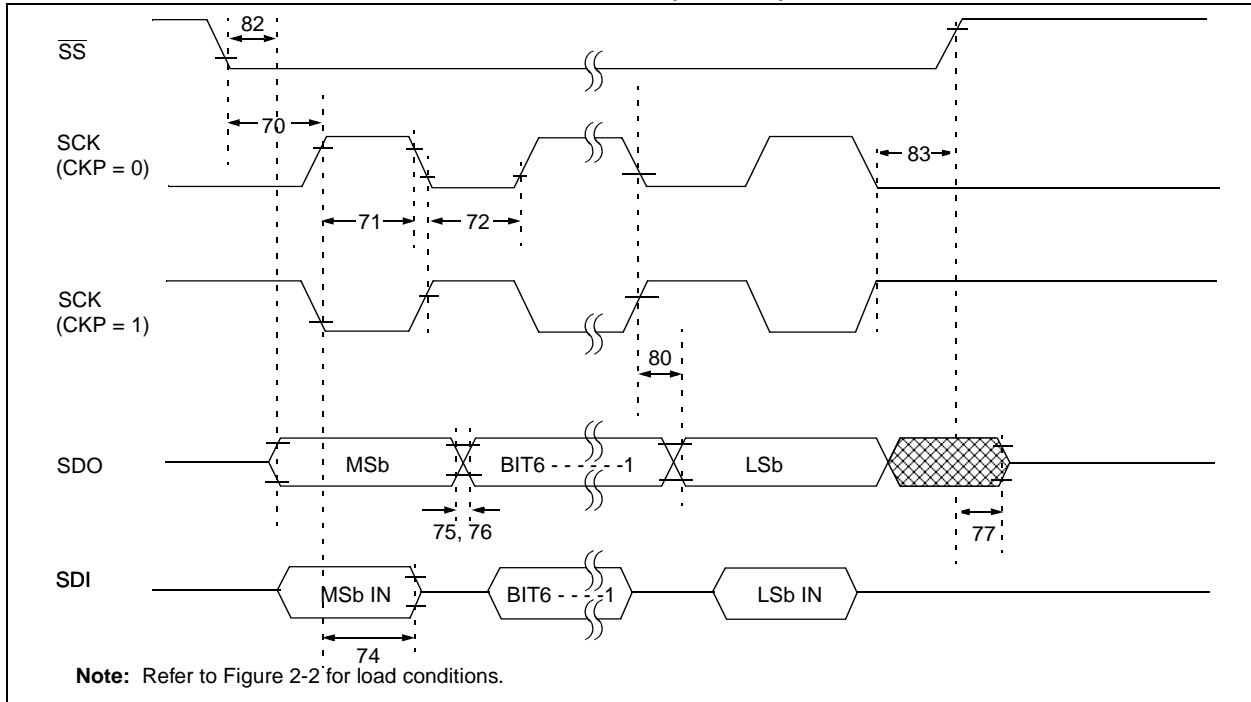 82
SS
70
SCK
(CKP = 0)
83
71
72
SCK
(CKP = 1)
80
SDO
MSb
BIT6 - - - - - -1
LSb
75, 76
77
SDI
MSb IN
BIT6 - - - -1
LSb IN
74
Note: Refer to Figure 2-2 for load conditions.